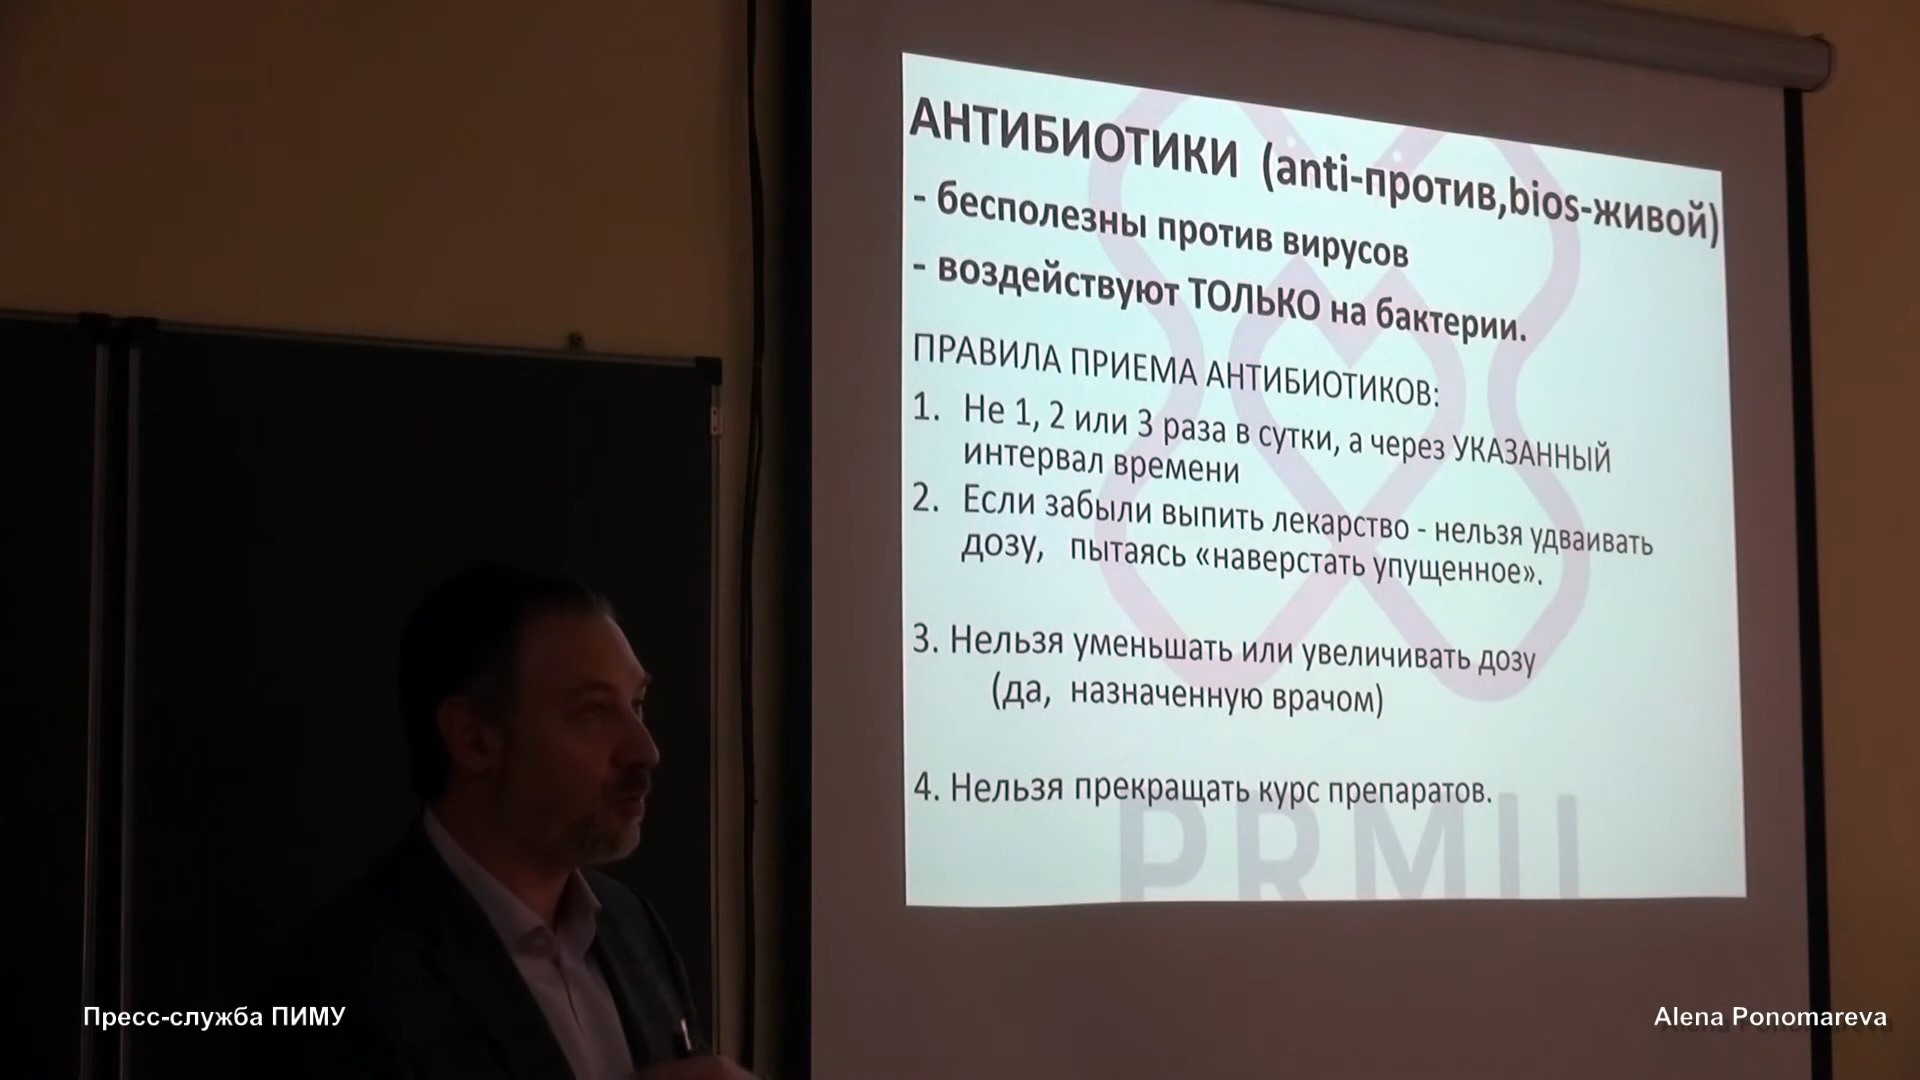 АНТИБИОТИКИ (anti-против,bios-живой)
- бесполезны против вирусов
- воздействуют ТОЛЬКО на бактерии.
ПРАВИЛА ПРИЕМА АНТИБИОТИКОВ:
1. Не 1, 2 или 3 раза в сутки, а через УКАЗАННЫЙ
интервал времени
2. Если забыли выпить лекарство - нельзя удваивать
дозу, пытаясь «наверстать упущенное».
3. Нельзя уменьшать или увеличивать дозу
(да, назначенную врачом)
4. Нельзя прекращать курс препаратов.
PRMU
Пресс-служба ПИМУ
Alena Ponomareva